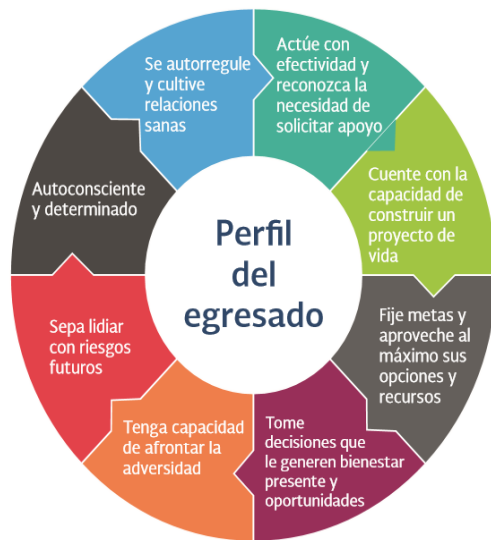 Perfil
del
egresado
Actúe con
efectividad y
reconozca la
necesidad de
solicitar apoyo
Cuente con la
capacidad de
construir un
proyecto de
vida
Fije metas y
aproveche al
máximo sus
opciones y
recursos
Tome
decisiones que
le generen bienestar
presente y
oportunidades
Tenga capacidad
de afrontar la
adversidad
Sepa lidiar
con riesgos
futuros
Autoconsciente
y determinado
Se autorregule
y cultive
relaciones
sanas